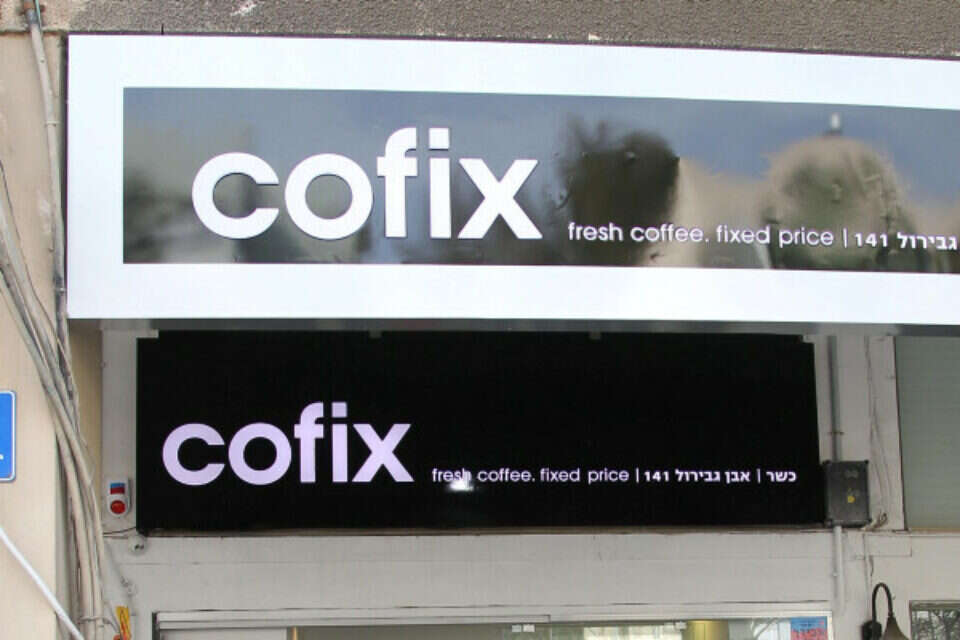 cofix
fresh coffee. fixed price | גבירול 141
cofix
fresh coffee. fixed price | כשר | אבן גבירול 141